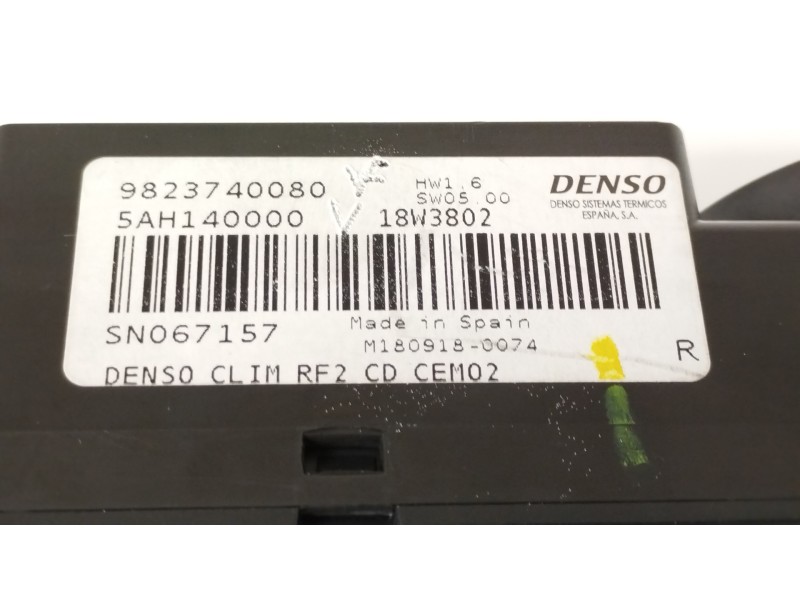 9823740080
HW1.6
SW05.00
DENSO
DENSO SISTEMAS TERMICOS
ESPAÑA, S.A.
5AH140000
18W3802
SN067157
Made in Spain
M180918-0074
R
DENSO CLIM RF2 CD CEM02